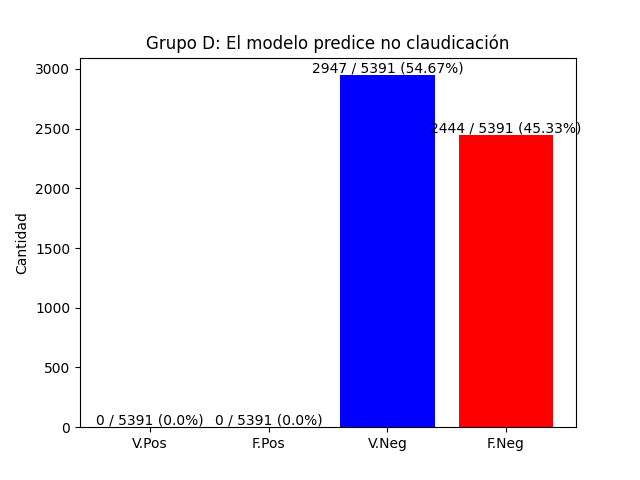 Grupo D: El modelo predice no claudicación
3000
2500
2000
1500
1000
500
0
Cantidad
2947 / 5391 (54.67%)
2444 / 5391 (45.33%)
0 / 5391 (0.0%)
0 / 5391 (0.0%)
V.Pos
F.Pos
V.Neg
F.Neg